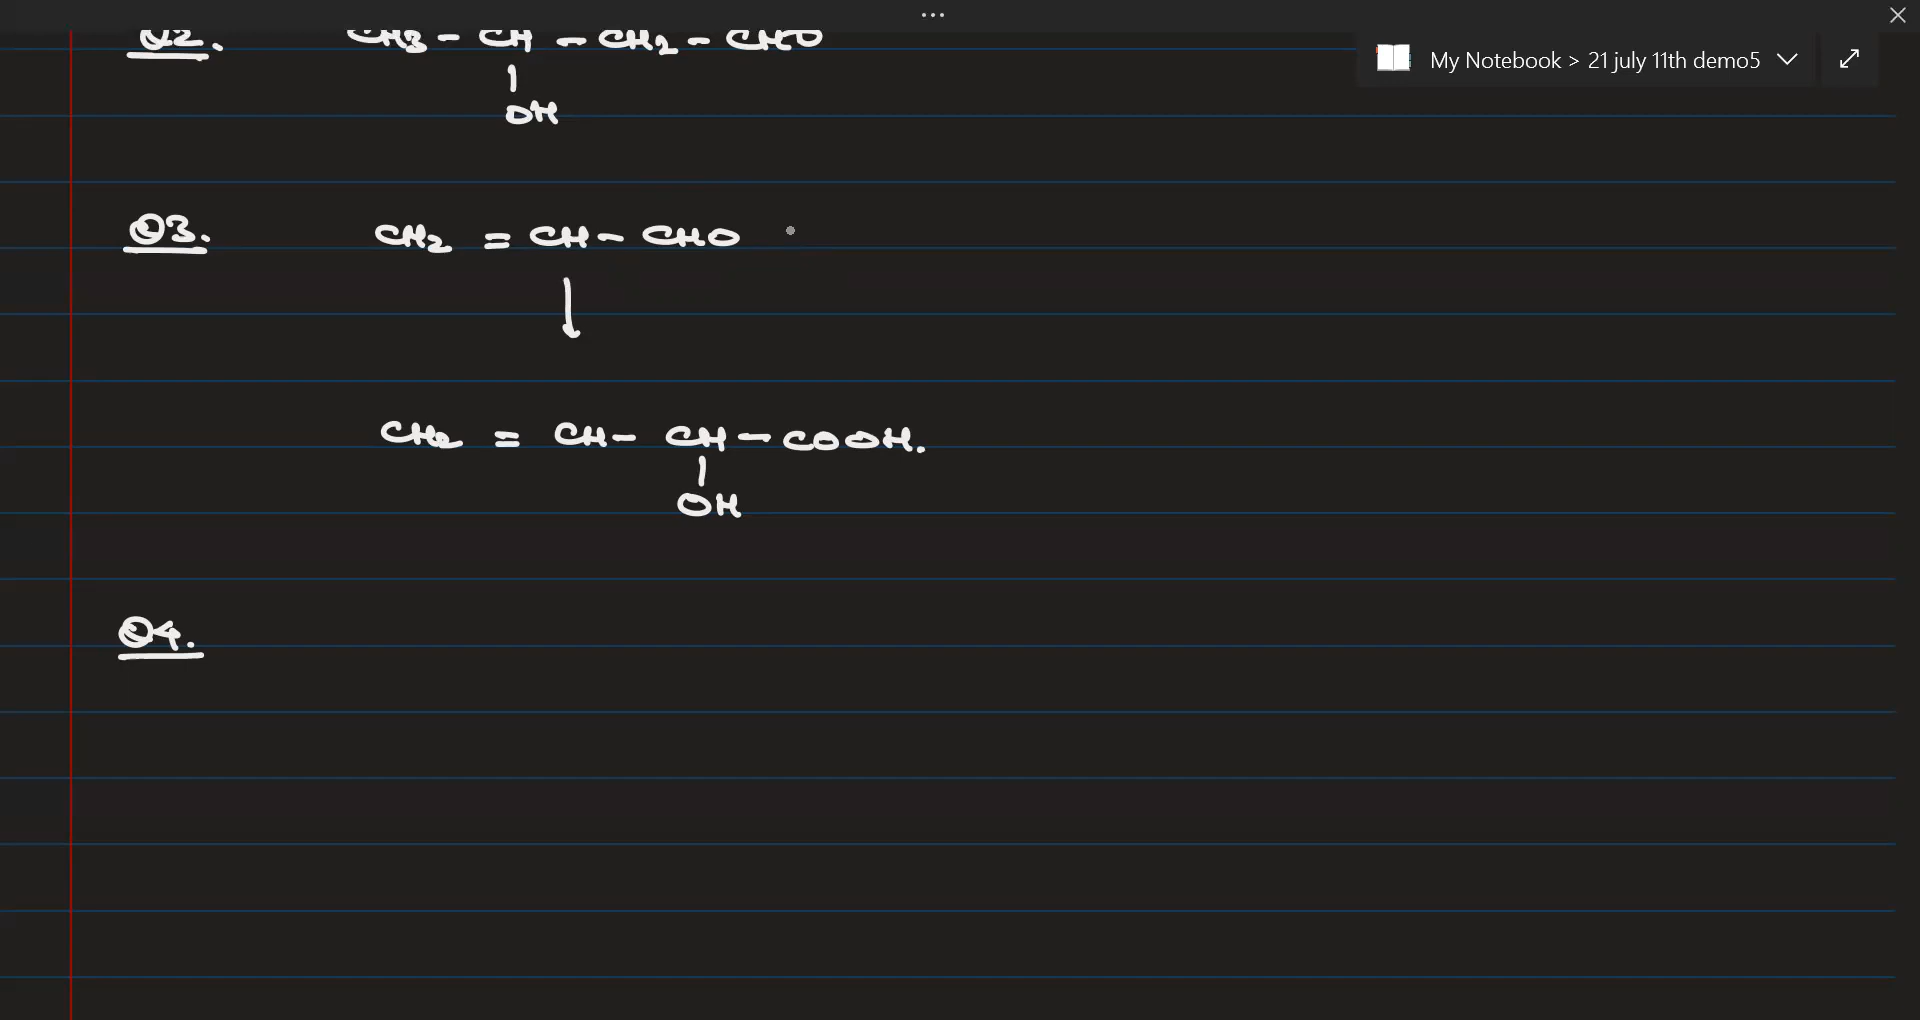 ...
Q2. CH3 - CH - CH2 - CHO
My Notebook > 21 july 11th demo5
|
OH
Q3. CH2 = CH - CHO
↓
CH2 = CH - CH - COOH.
|
OH
Q4.